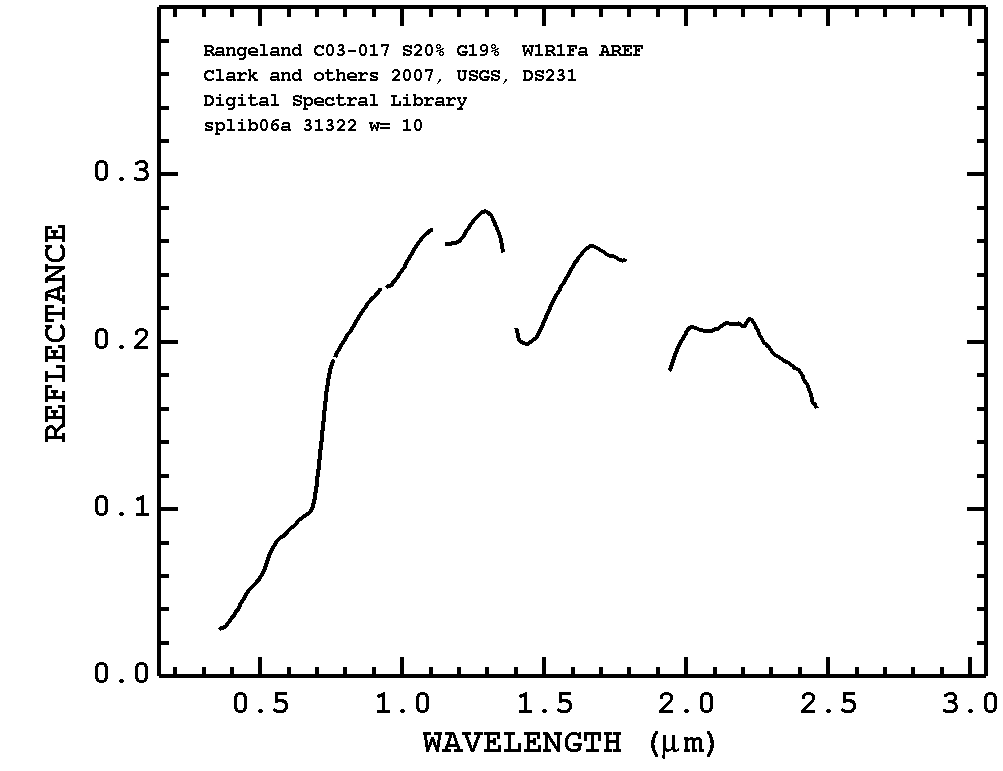 Rangeland C03-017 S20% G19% W1R1Fa AREF
Clark and others 2007, USGS, DS231
Digital Spectral Library
splib06a 31322 w= 10
REFLECTANCE
0.3
0.2
0.1
0.0
0.5 1.0 1.5 2.0 2.5 3.0
WAVELENGTH (μm)